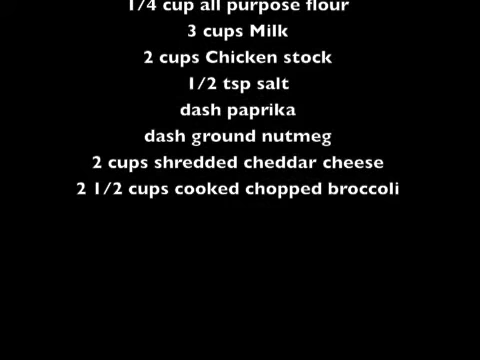 1/4 cup all purpose flour
3 cups Milk
2 cups Chicken stock
1/2 tsp salt
dash paprika
dash ground nutmeg
2 cups shredded cheddar cheese
2 1/2 cups cooked chopped broccoli